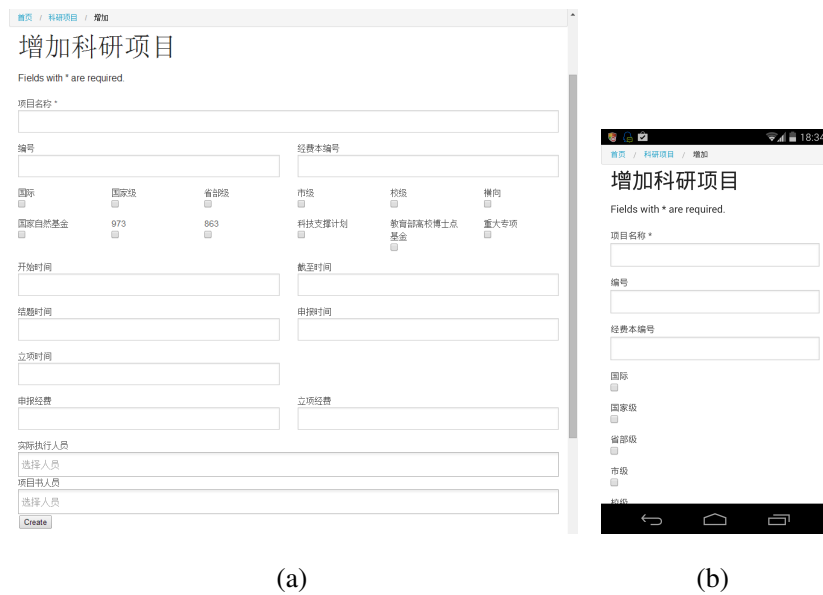 首页 / 科研项目 / 增加
增加科研项目
Fields with * are required.
项目名称 *
编号 经费本编号
国际 国家级 省部级 市级 校级 横向
国家自然基金 973 863 科技支撑计划 教育部高校博士点基金 重大专项
开始时间 截至时间
结题时间 申报时间
立项时间
申报经费 立项经费
实际执行人员
选择人员
项目书人员
选择人员
Create
(a)
18:34
首页 / 科研项目 / 增加
增加科研项目
Fields with * are required.
项目名称 *
编号
经费本编号
国际
国家级
省部级
市级
校级
(b)